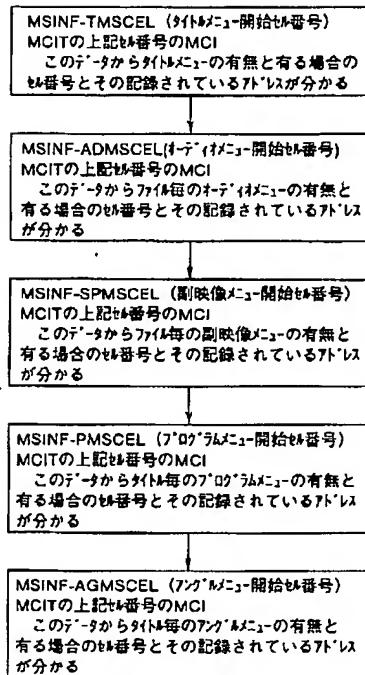 MSINF-TMSCEL (ﾀｲﾄﾙﾒﾆｭｰ開始ｾﾙ番号)
MCITの上記ｾﾙ番号のMCI
このﾃﾞｰﾀからﾀｲﾄﾙﾒﾆｭｰの有無と有る場合の
ｾﾙ番号とその記録されているｱﾄﾞﾚｽが分かる
MSINF-ADMSCEL(ｵｰﾃﾞｨｵﾒﾆｭｰ開始ｾﾙ番号)
MCITの上記ｾﾙ番号のMCI
このﾃﾞｰﾀからﾌｧｲﾙ毎のｵｰﾃﾞｨｵﾒﾆｭｰの有無と
有る場合のｾﾙ番号とその記録されているｱﾄﾞﾚｽ
が分かる
MSINF-SPMSCEL (副映像ﾒﾆｭｰ開始ｾﾙ番号)
MCITの上記ｾﾙ番号のMCI
このﾃﾞｰﾀからﾌｧｲﾙ毎の副映像ﾒﾆｭｰの有無と
有る場合のｾﾙ番号とその記録されているｱﾄﾞﾚｽ
が分かる
MSINF-PMSCEL (ﾌﾟﾛｸﾞﾗﾑﾒﾆｭｰ開始ｾﾙ番号)
MCITの上記ｾﾙ番号のMCI
このﾃﾞｰﾀからﾀｲﾄﾙ毎のﾌﾟﾛｸﾞﾗﾑﾒﾆｭｰの有無と
有る場合のｾﾙ番号とその記録されているｱﾄﾞﾚｽ
が分かる
MSINF-AGMSCEL (ｱﾝｸﾞﾙﾒﾆｭｰ開始ｾﾙ番号)
MCITの上記ｾﾙ番号のMCI
このﾃﾞｰﾀからﾀｲﾄﾙ毎のｱﾝｸﾞﾙﾒﾆｭｰの有無と
有る場合のｾﾙ番号とその記録されているｱﾄﾞﾚｽ
が分かる